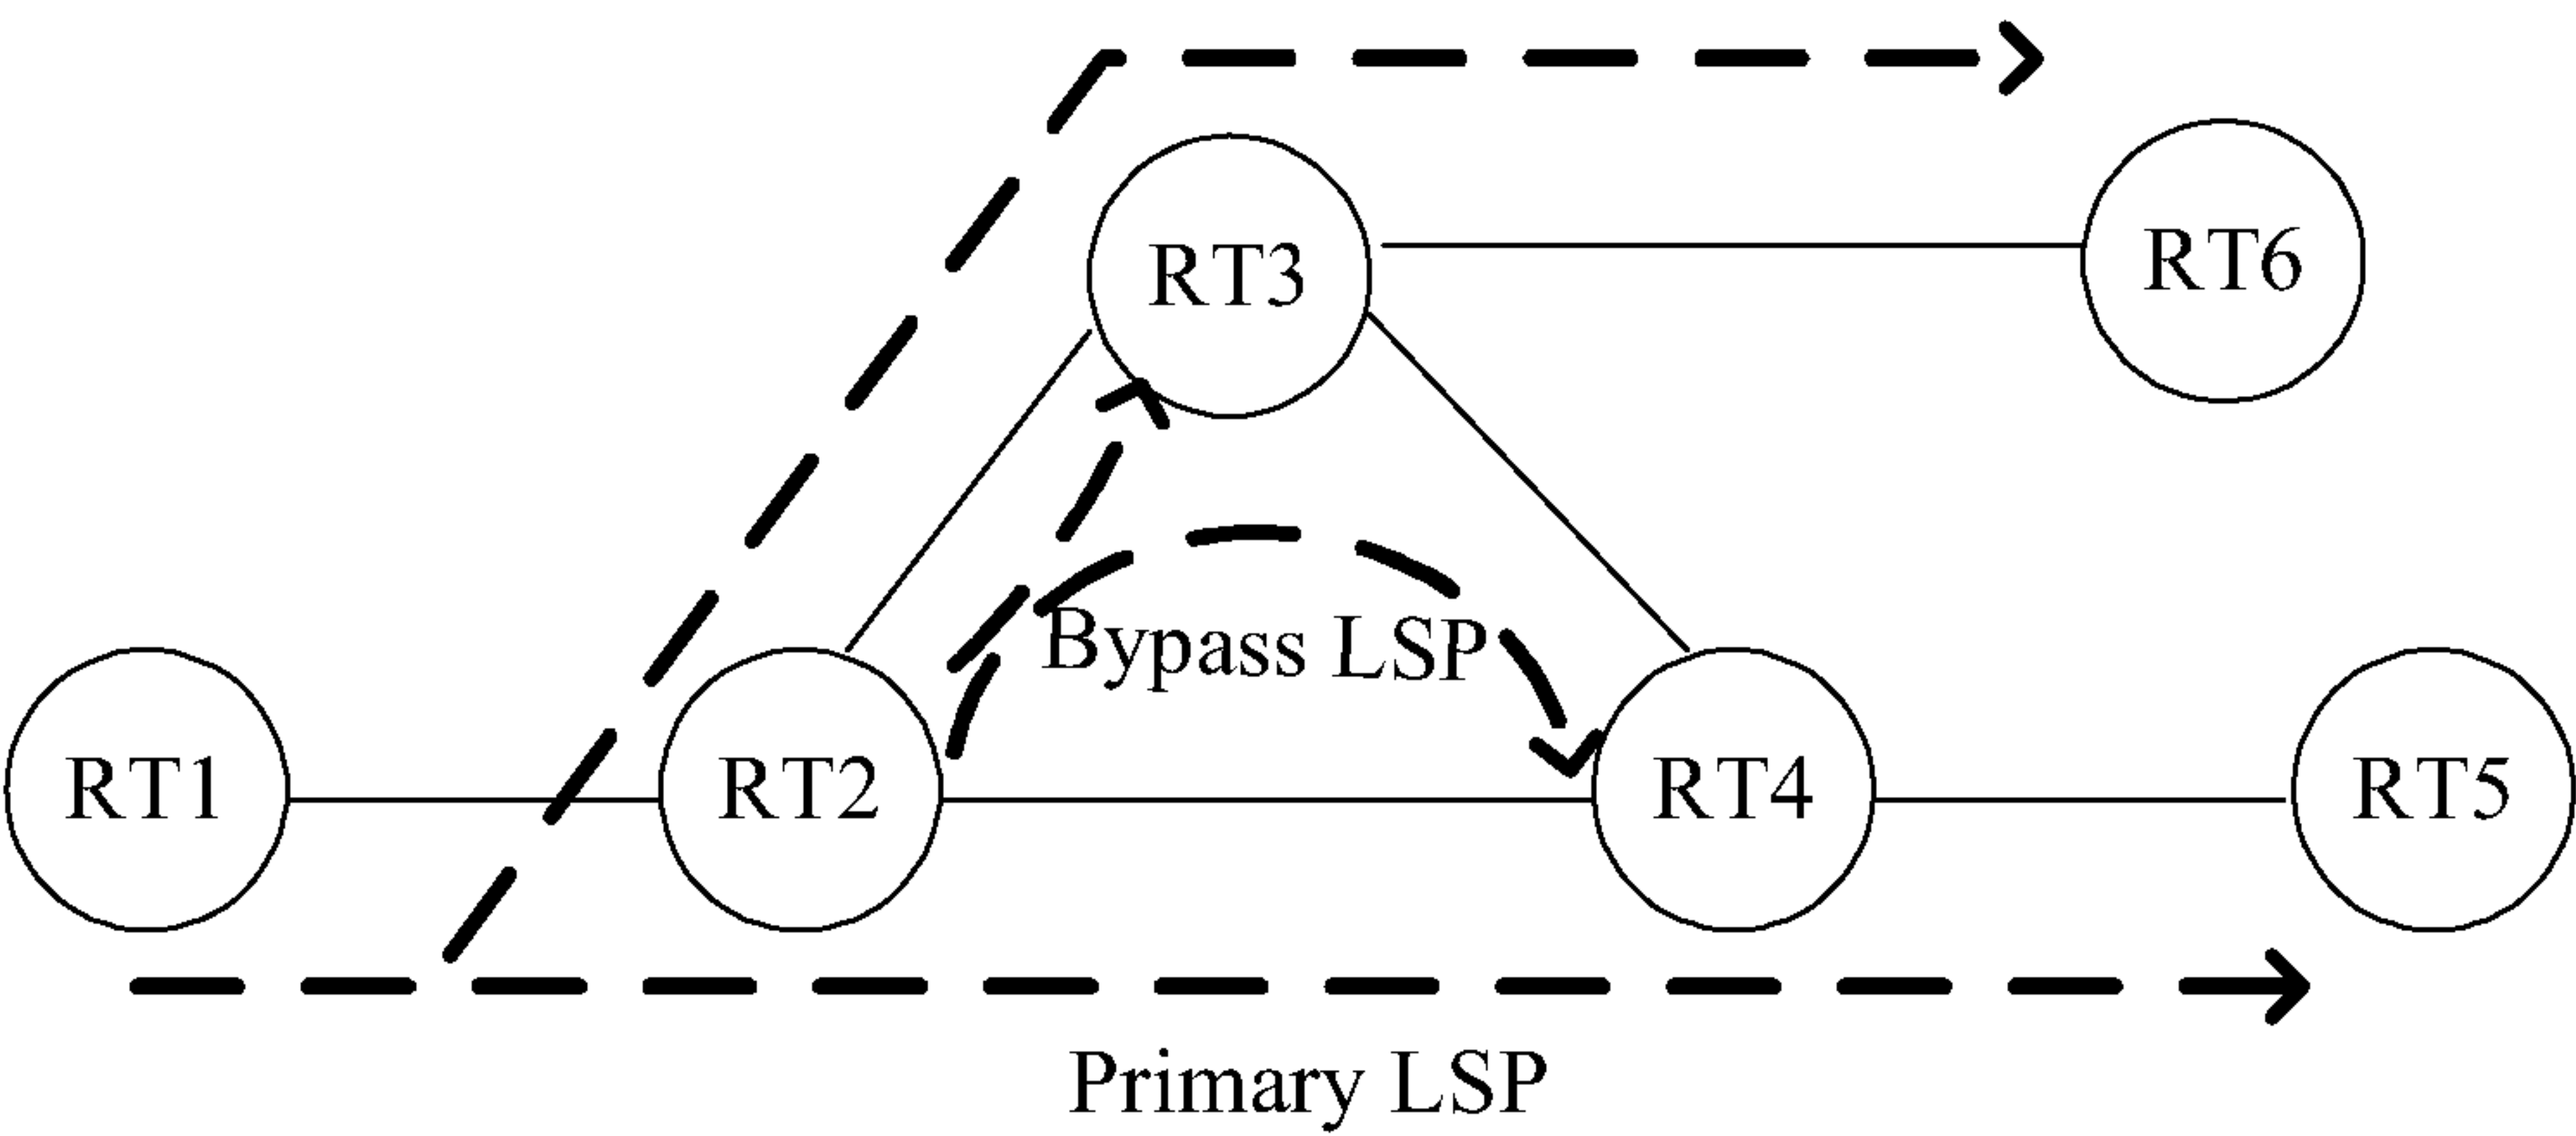 RT3
RT6
Bypass LSP
RT1
RT2
RT4
RT5
Primary LSP